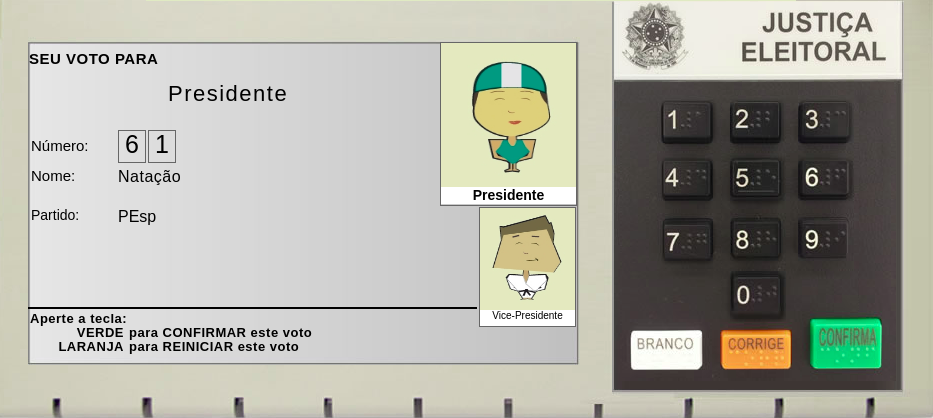 SEU VOTO PARA
Presidente
Número: 6 1
Nome: Natação
Partido: PEsp
Aperte a tecla:
VERDE para CONFIRMAR este voto
LARANJA para REINICIAR este voto
Presidente
Vice-Presidente
JUSTIÇA
ELEITORAL
1 2 3
4 5 6
7 8 9
0
BRANCO CORRIGE CONFIRMA